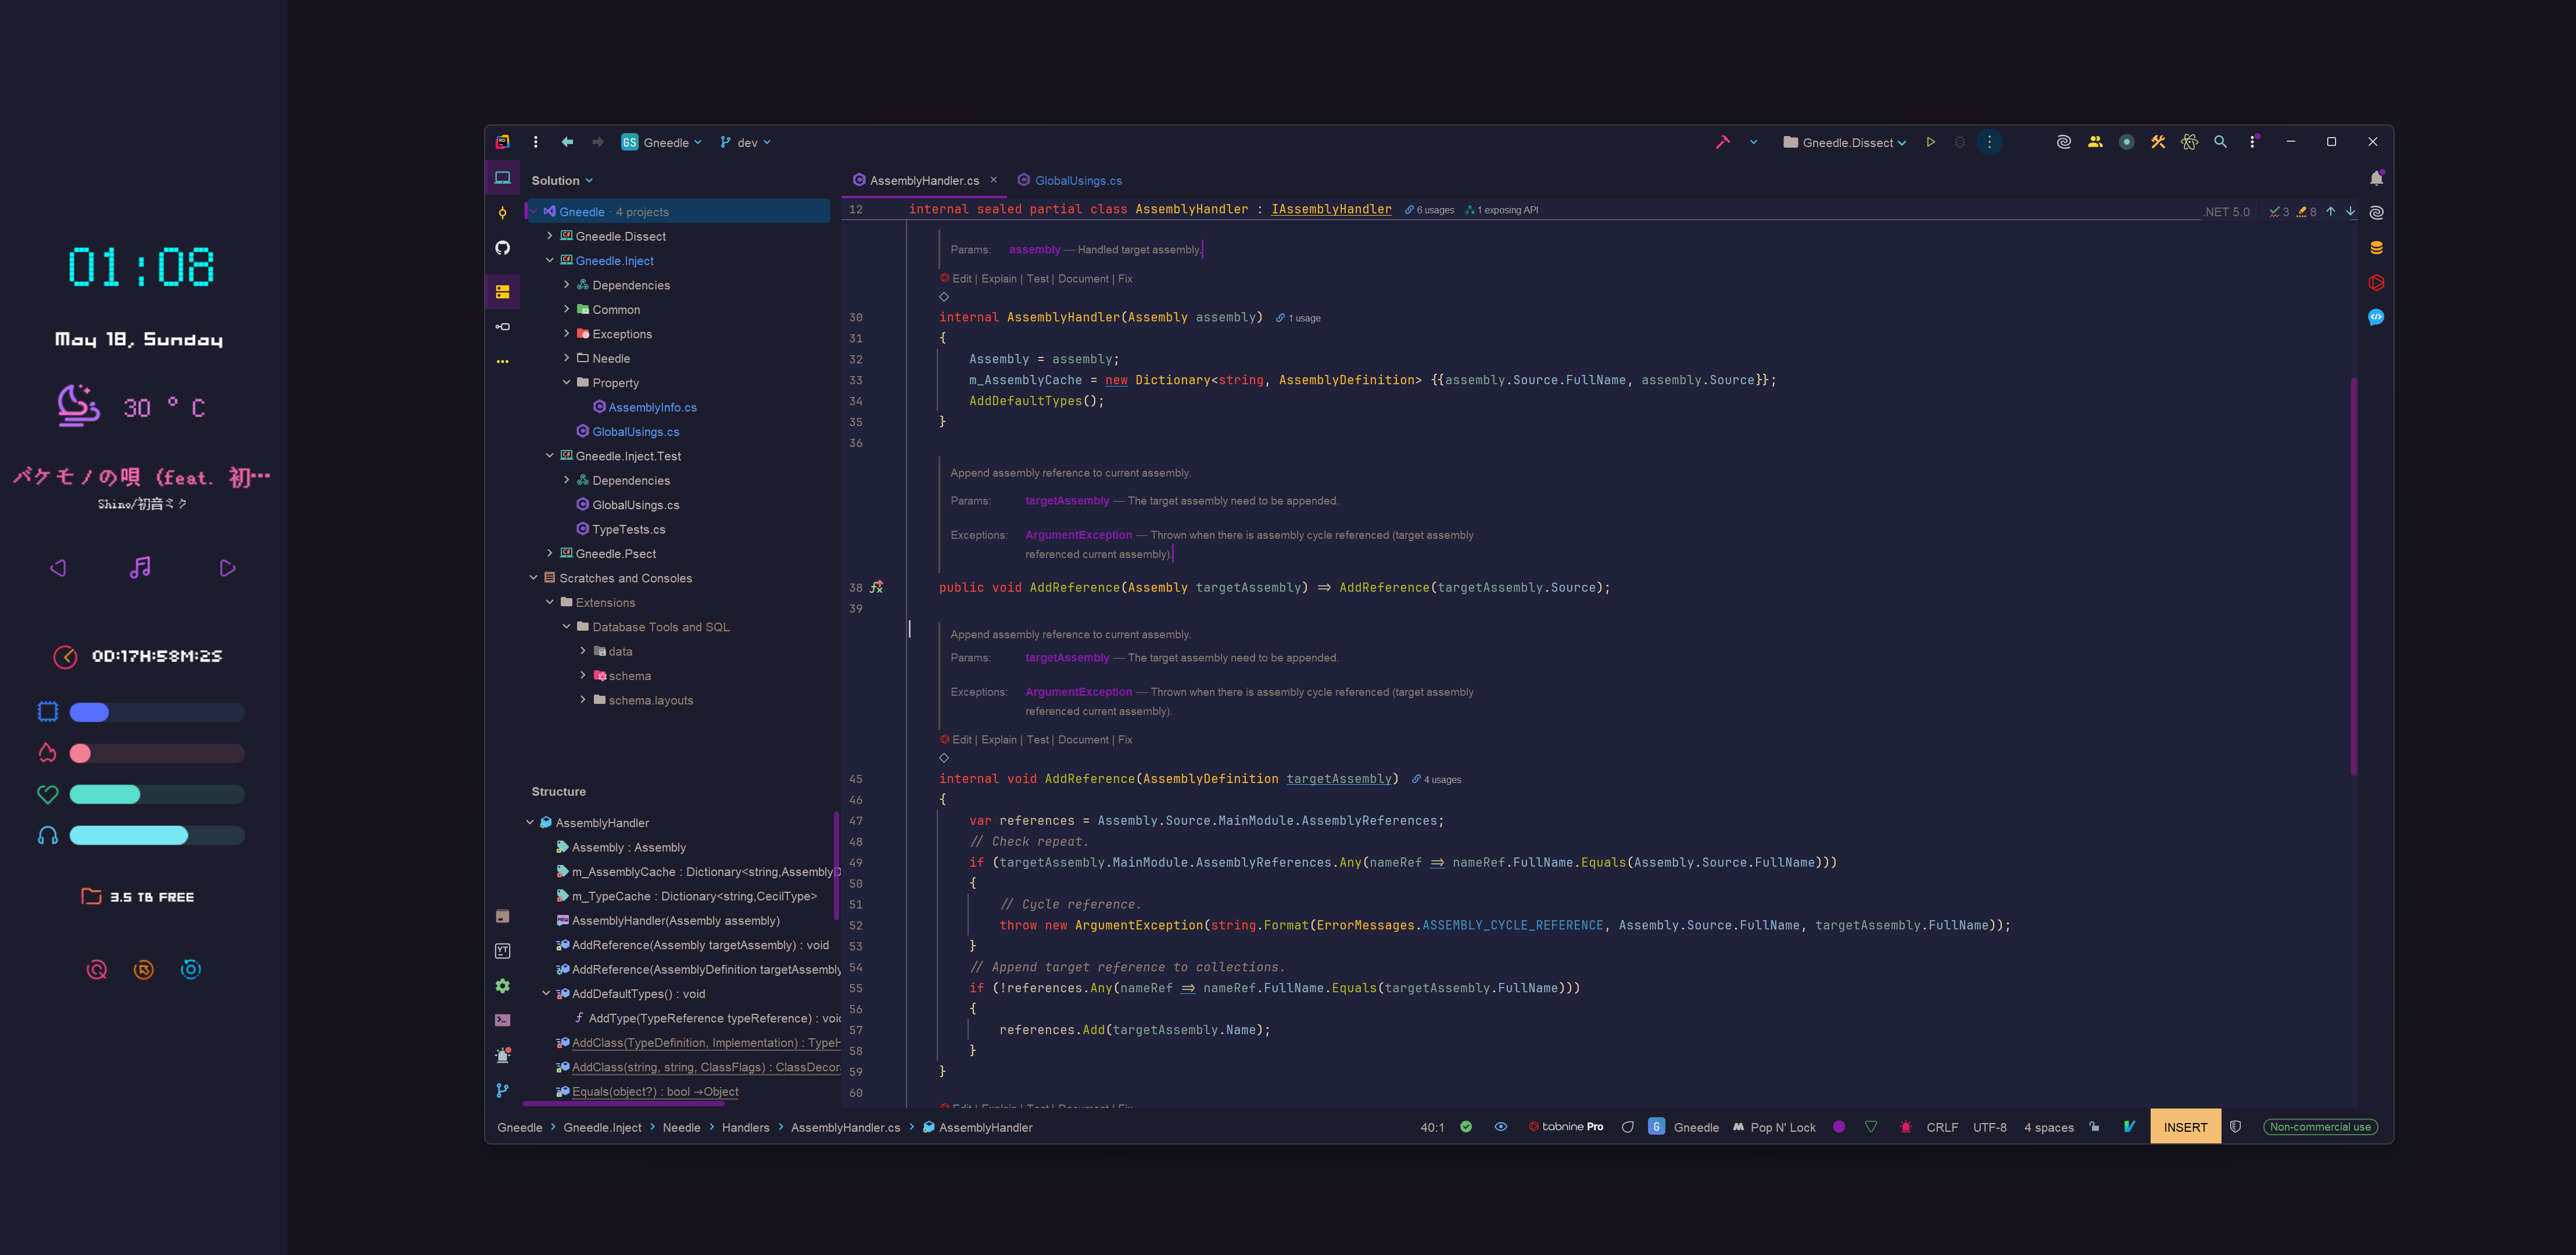 01:08
May 18, Sunday
30 ° C
バケモノの唄 (feat. 初…
Shino/初音ミク
0D:17H:58M:2S
3.5 TB FREE
GS Gneedle
dev
Gneedle.Dissect
Solution
Gneedle · 4 projects
Gneedle.Dissect
Gneedle.Inject
Dependencies
Common
Exceptions
Needle
Property
AssemblyInfo.cs
GlobalUsings.cs
Gneedle.Inject.Test
Dependencies
GlobalUsings.cs
TypeTests.cs
Gneedle.Psect
Scratches and Consoles
Extensions
Database Tools and SQL
data
schema
schema.layouts
Structure
AssemblyHandler
Assembly : Assembly
m_AssemblyCache : Dictionary<string,AssemblyD
m_TypeCache : Dictionary<string,CecilType>
AssemblyHandler(Assembly assembly)
AddReference(Assembly targetAssembly) : void
AddReference(AssemblyDefinition targetAssembly
AddDefaultTypes() : void
AddType(TypeReference typeReference) : void
AddClass(TypeDefinition, Implementation) : TypeH
AddClass(string, string, ClassFlags) : ClassDecor
Equals(object?) : bool →Object
AssemblyHandler.cs
GlobalUsings.cs
12 internal sealed partial class AssemblyHandler : IAssemblyHandler 6 usages 1 exposing API
.NET 5.0 3 8
Params: assembly — Handled target assembly.
Edit | Explain | Test | Document | Fix
30 internal AssemblyHandler(Assembly assembly) 1 usage
31 {
32 Assembly = assembly;
33 m_AssemblyCache = new Dictionary<string, AssemblyDefinition> {{assembly.Source.FullName, assembly.Source}};
34 AddDefaultTypes();
35 }
36
Append assembly reference to current assembly.
Params: targetAssembly — The target assembly need to be appended.
Exceptions: ArgumentException — Thrown when there is assembly cycle referenced (target assembly
referenced current assembly).
38 public void AddReference(Assembly targetAssembly) => AddReference(targetAssembly.Source);
39
Append assembly reference to current assembly.
Params: targetAssembly — The target assembly need to be appended.
Exceptions: ArgumentException — Thrown when there is assembly cycle referenced (target assembly
referenced current assembly).
Edit | Explain | Test | Document | Fix
45 internal void AddReference(AssemblyDefinition targetAssembly) 4 usages
46 {
47 var references = Assembly.Source.MainModule.AssemblyReferences;
48 // Check repeat.
49 if (targetAssembly.MainModule.AssemblyReferences.Any(nameRef => nameRef.FullName.Equals(Assembly.Source.FullName)))
50 {
51 // Cycle reference.
52 throw new ArgumentException(string.Format(ErrorMessages.ASSEMBLY_CYCLE_REFERENCE, Assembly.Source.FullName, targetAssembly.FullName));
53 }
54 // Append target reference to collections.
55 if (!references.Any(nameRef => nameRef.FullName.Equals(targetAssembly.FullName)))
56 {
57 references.Add(targetAssembly.Name);
58 }
59 }
60
Edit | Explain | Test | Document | Fix
Gneedle > Gneedle.Inject > Needle > Handlers > AssemblyHandler.cs > AssemblyHandler
40:1 tabnine Pro G Gneedle Pop N' Lock CRLF UTF-8 4 spaces INSERT Non-commercial use
YT